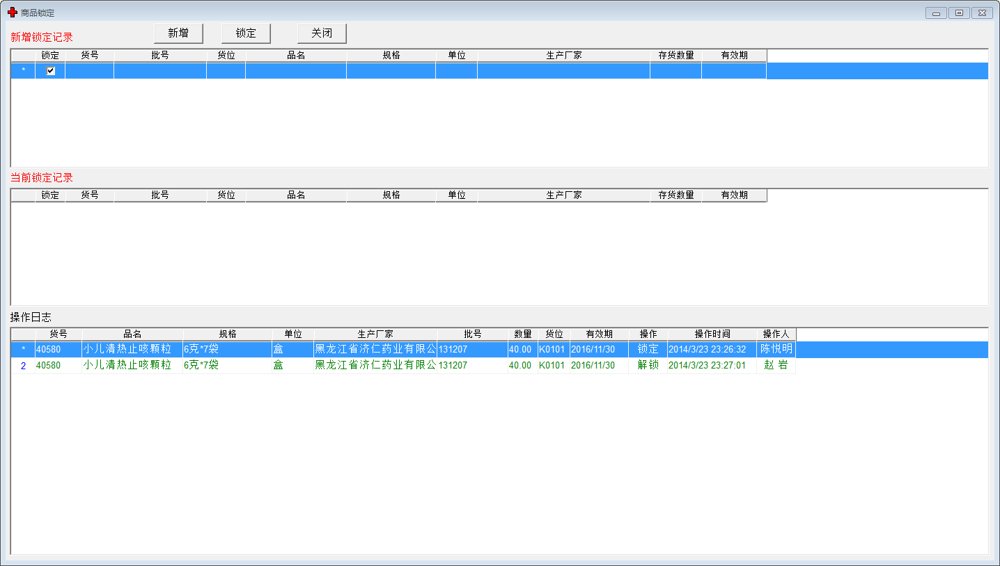 商品锁定
新增锁定记录 新增 锁定 关闭
锁定 货号 批号 货位 品名 规格 单位 生产厂家 存货数量 有效期
*
当前锁定记录
锁定 货号 批号 货位 品名 规格 单位 生产厂家 存货数量 有效期
操作日志
货号 品名 规格 单位 生产厂家 批号 数量 货位 有效期 操作 操作时间 操作人
* 40580 小儿清热止咳颗粒 6克*7袋 盒 黑龙江省济仁药业有限公 131207 40.00 K0101 2016/11/30 锁定 2014/3/23 23:26:32 陈悦明
2 40580 小儿清热止咳颗粒 6克*7袋 盒 黑龙江省济仁药业有限公 131207 40.00 K0101 2016/11/30 解锁 2014/3/23 23:27:01 赵 岩